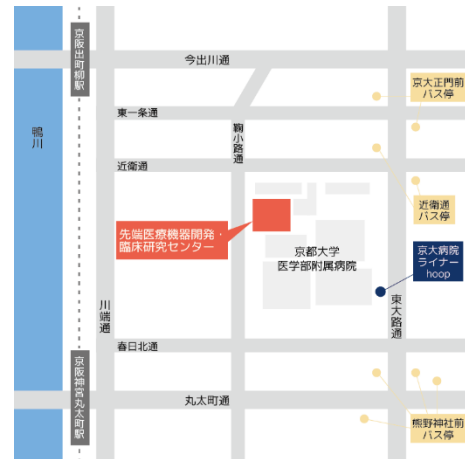 京阪出町柳駅
今出川通
京大正門前
バス停
東一条通
鞠小路通
鴨川
近衛通
近衛通
バス停
先端医療機器開発・
臨床研究センター
京都大学
医学部附属病院
京大病院
ライナー
hoop
川端通
東大路通
春日北通
京阪神宮丸太町駅
丸太町通
熊野神社前
バス停